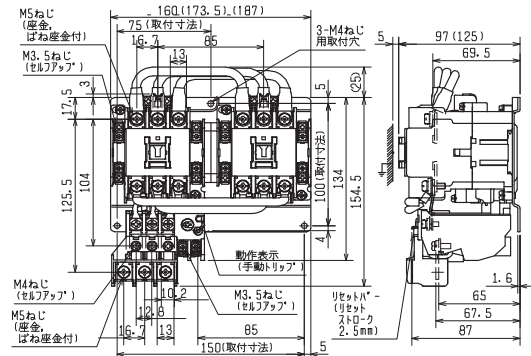 M5ねじ
(座金,
ばね座金付)
160(173.5)(187)
75(取付寸法)
16.7
85
13
3-M4ねじ
用取付穴
M3.5ねじ
(セルフアップ)
3
17.5
5
(25)
5
97(125)
69.5
125.5
104
100(取付寸法)
134
154.5
4
動作表示
(手動トリップ)
M4ねじ
(セルフアップ)
10.2
M3.5ねじ
(セルフアップ)
12.8
M5ねじ
(座金,
ばね座金付)
16.7
13
85
150(取付寸法)
5
リセットバー
(リセット
ストローク
2.5mm)
1.6
65
67.5
87